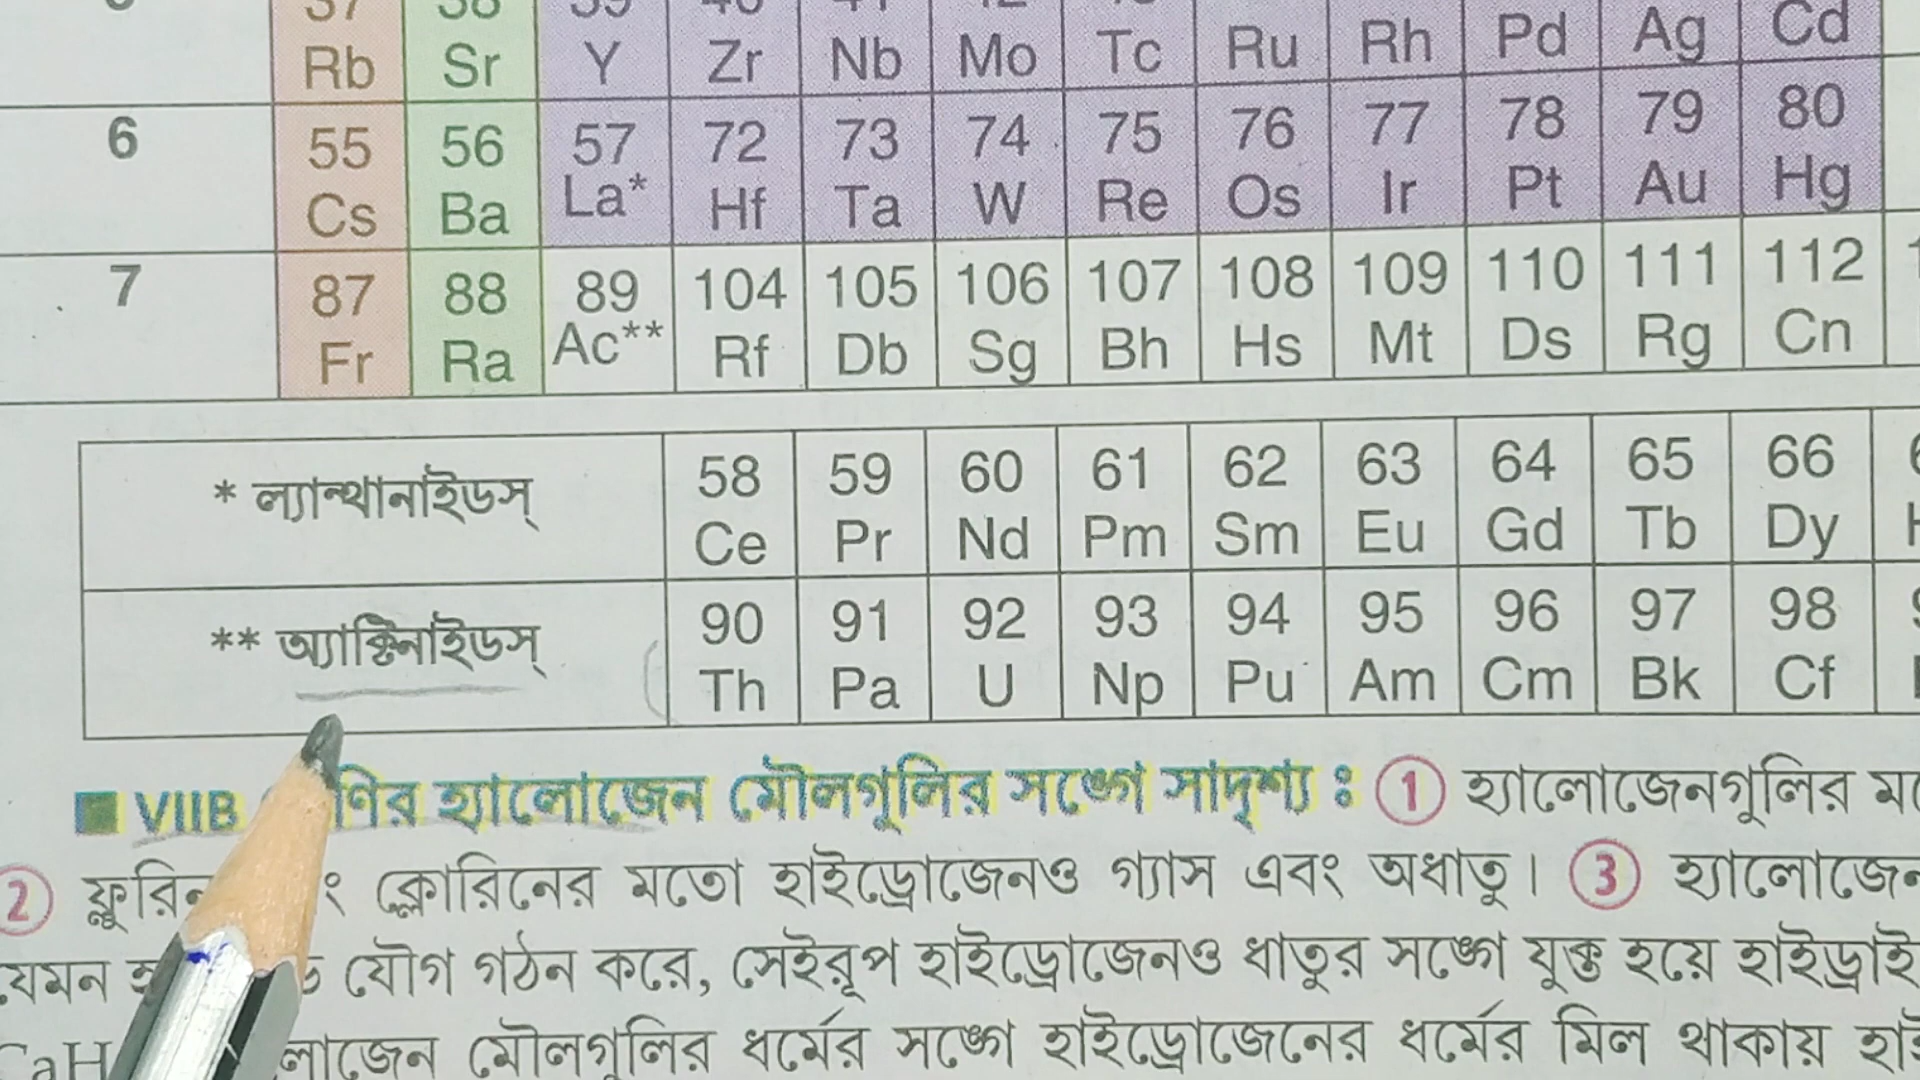 Rb Sr Y Zr Nb Mo Tc Ru Rh Pd Ag Cd
6 55 56 57 72 73 74 75 76 77 78 79 80
Cs Ba La* Hf Ta W Re Os Ir Pt Au Hg
7 87 88 89 104 105 106 107 108 109 110 111 112
Fr Ra Ac** Rf Db Sg Bh Hs Mt Ds Rg Cn
* ল্যান্থানাইডস্ 58 59 60 61 62 63 64 65 66
Ce Pr Nd Pm Sm Eu Gd Tb Dy
** অ্যাক্টিনাইডস্ 90 91 92 93 94 95 96 97 98
Th Pa U Np Pu Am Cm Bk Cf
VIIB হ্যালোজেন মৌলগুলির সঙ্গে সাদৃশ্য : 1 হ্যালোজেনগুলির
2 ক্লোরিনের মতো হাইড্রোজেনও গ্যাস এবং অধাতু। 3
যেমন যৌগ গঠন করে, সেইরূপ হাইড্রোজেনও ধাতুর সঙ্গে যুক্ত হয়ে
মৌলগুলির ধর্মের সঙ্গে হাইড্রোজেনের ধর্মের মিল থাকায়